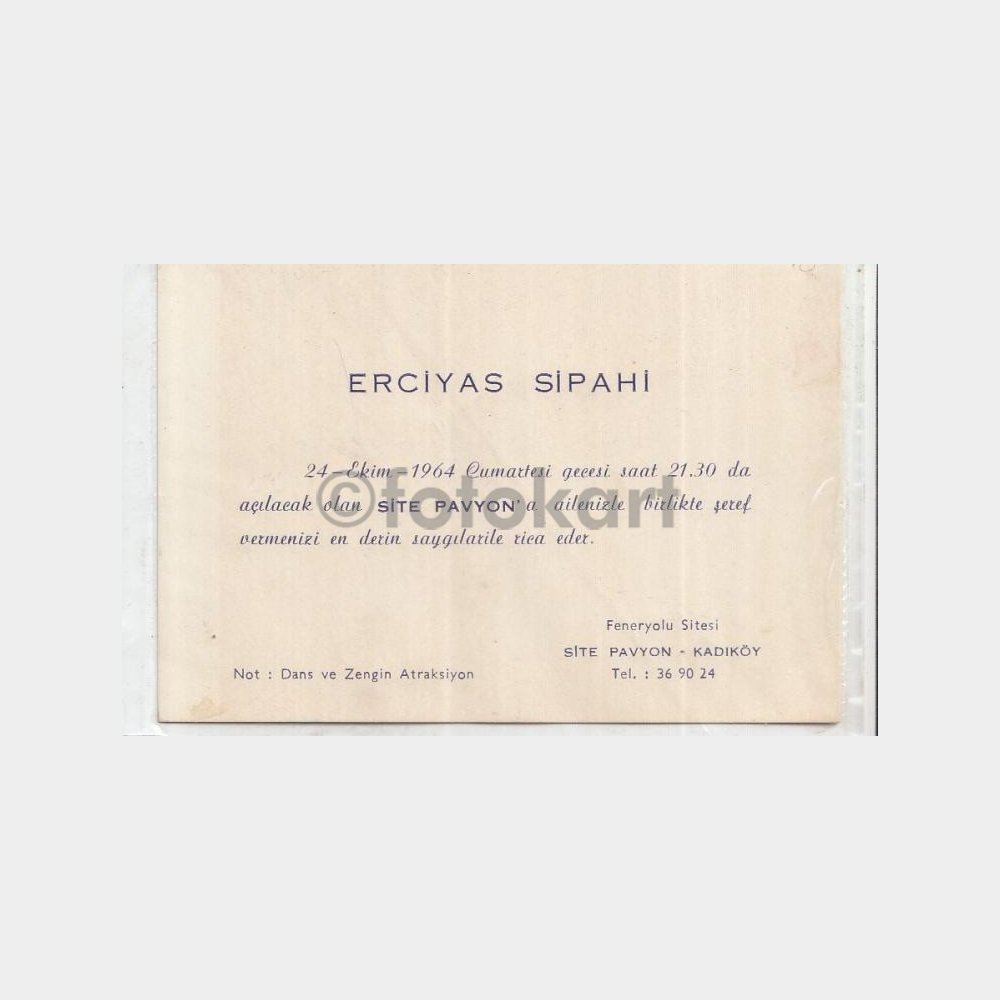 ERCİYAS SİPAHİ
24-Ekim-1964 Cumartesi gecesi saat 21.30 da
açılacak olan SİTE PAVYON'a ailenizle birlikte şeref
vermenizi en derin saygılarile rica eder.
©fotokart
Feneryolu Sitesi
SİTE PAVYON - KADIKÖY
Not : Dans ve Zengin Atraksiyon
Tel. : 36 90 24